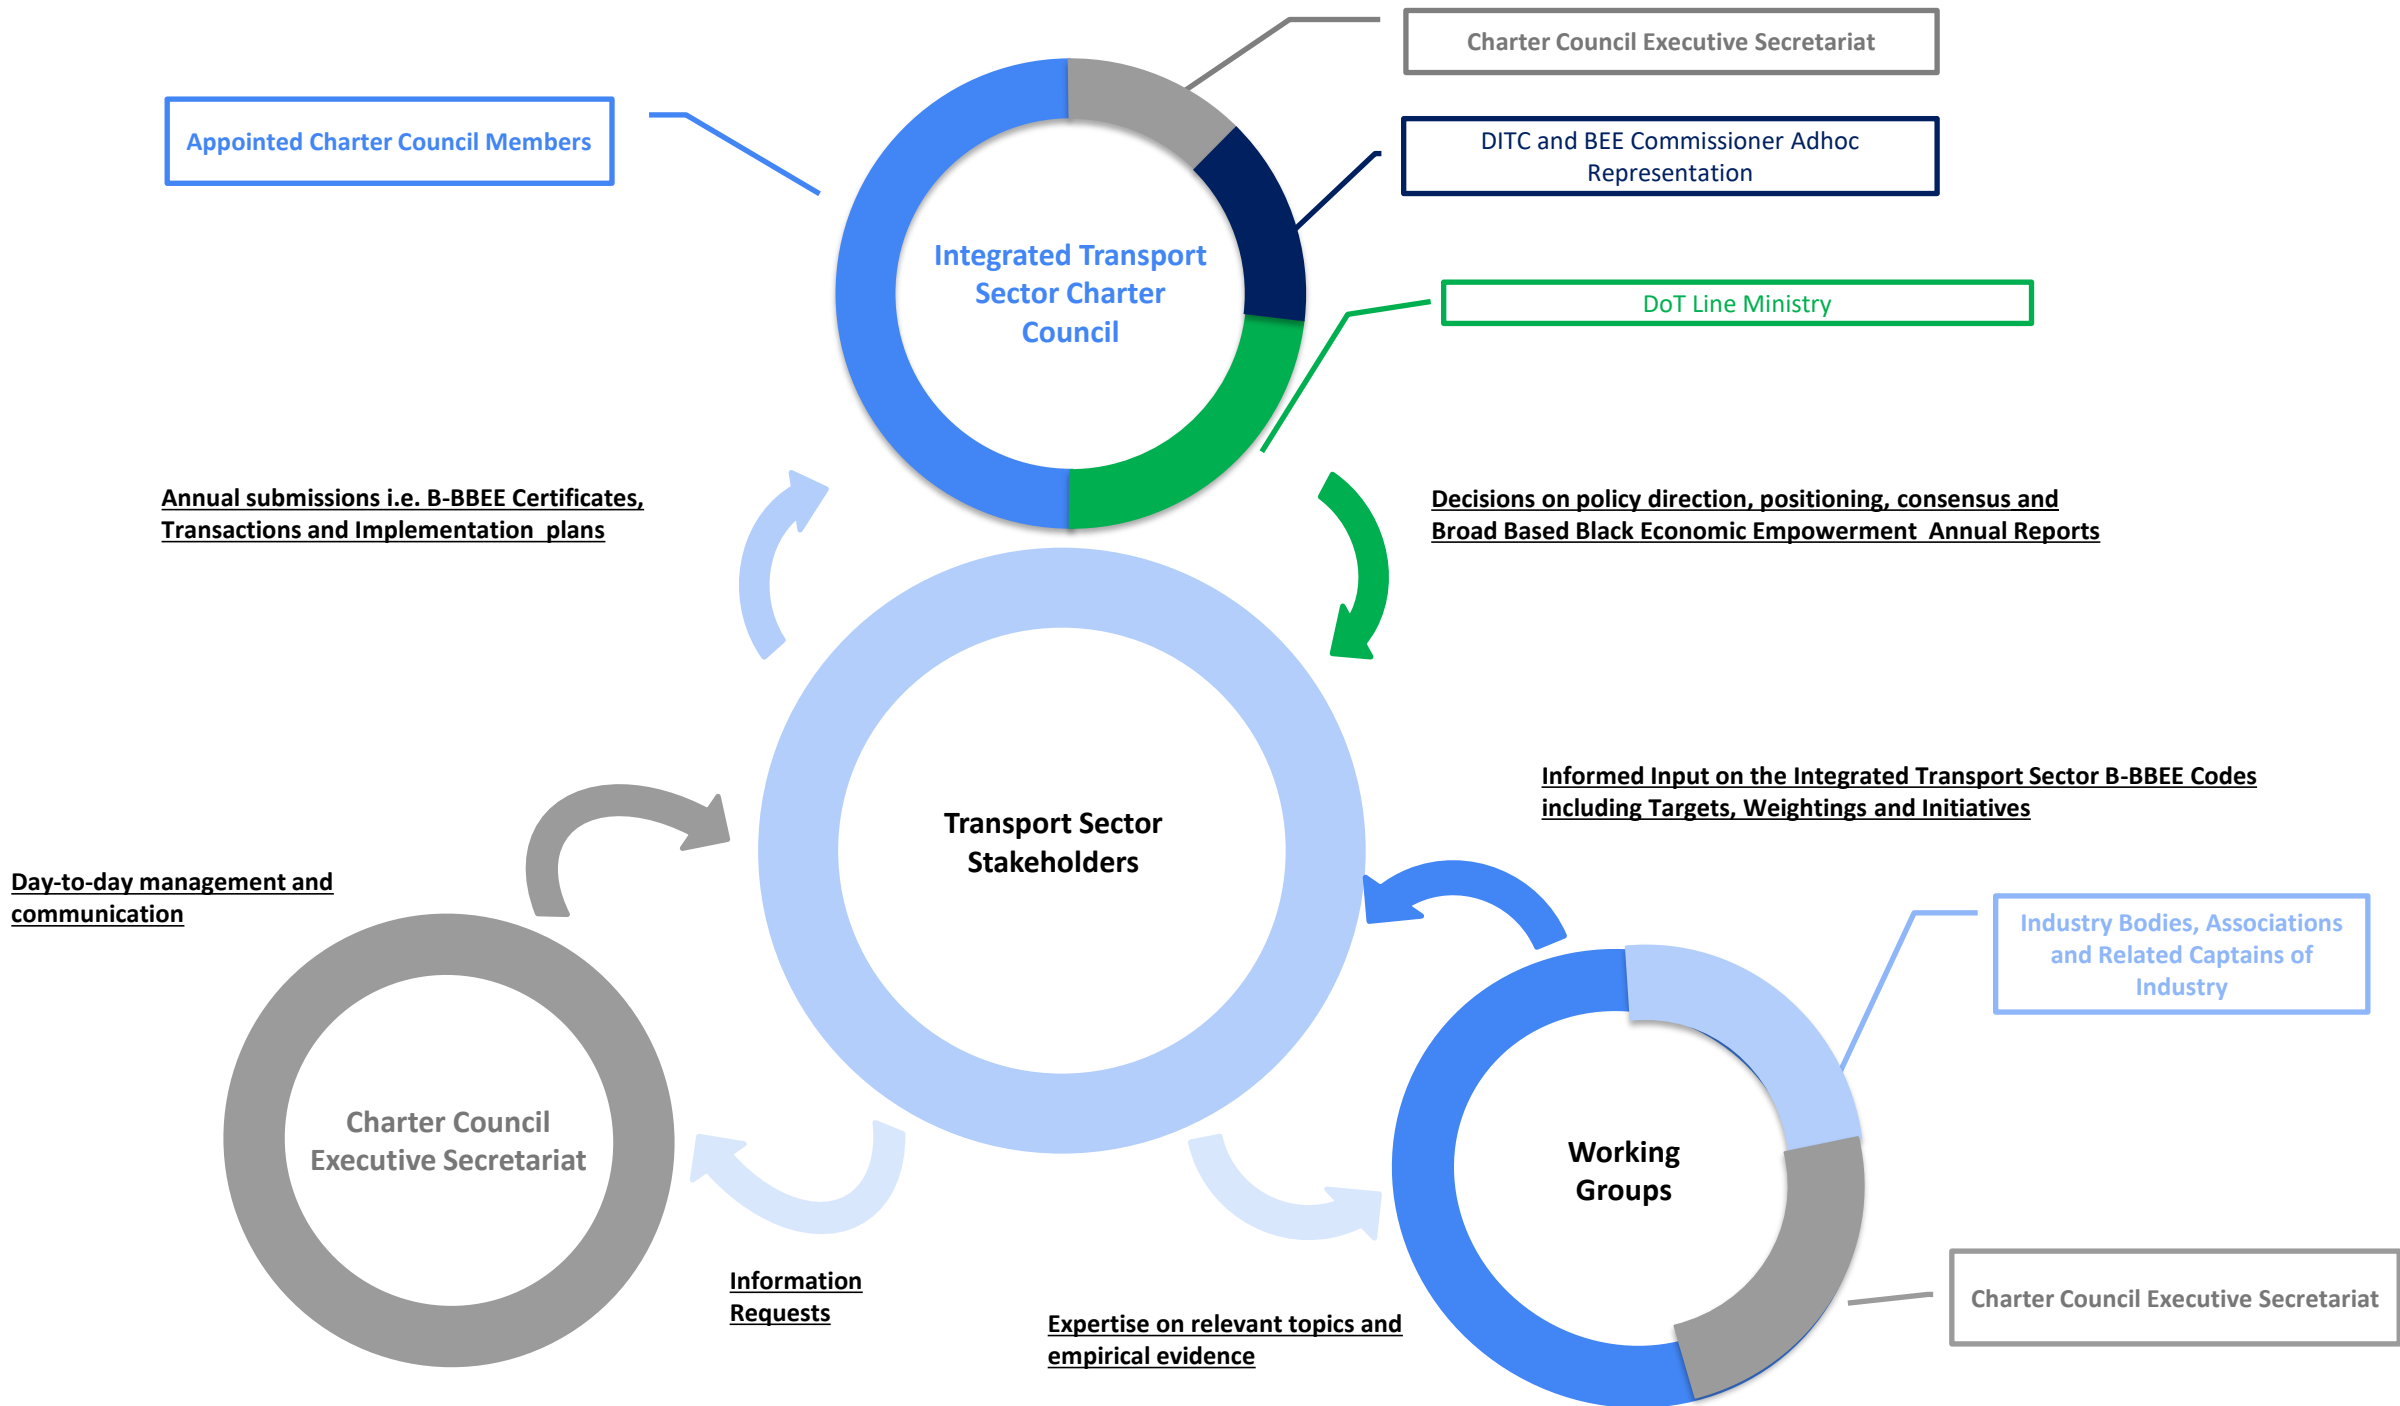 Charter Council Executive Secretariat
Appointed Charter Council Members
DITC and BEE Commissioner Adhoc
Representation
Integrated Transport
Sector Charter
Council
DoT Line Ministry
Annual submissions i.e. B-BBEE Certificates,
Transactions and Implementation plans
Decisions on policy direction, positioning, consensus and
Broad Based Black Economic Empowerment Annual Reports
Transport Sector
Stakeholders
Informed Input on the Integrated Transport Sector B-BBEE Codes
including Targets, Weightings and Initiatives
Day-to-day management and
communication
Industry Bodies, Associations
and Related Captains of
Industry
Charter Council
Executive Secretariat
Working
Groups
Information
Requests
Expertise on relevant topics and
empirical evidence
Charter Council Executive Secretariat